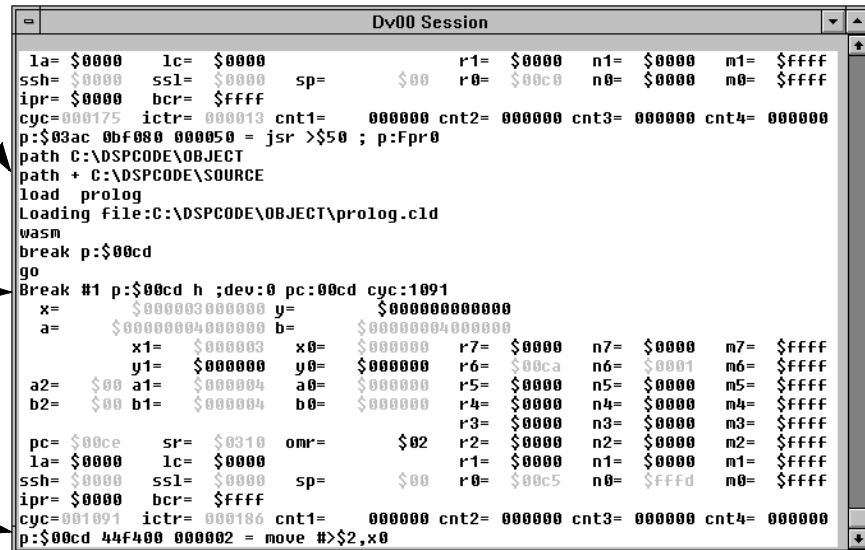 Dv00 Session
la= $0000 lc= $0000 r1= $0000 n1= $0000 m1= $ffff
ssh= $0000 ssl= $0000 sp= $00 r0= $00c0 n0= $0000 m0= $ffff
ipr= $0000 bcr= $ffff
cyc=000175 ictr= 000013 cnt1= 000000 cnt2= 000000 cnt3= 000000 cnt4= 000000
p:$03ac 0bf080 000050 = jsr >$50 ; p:Fpr0
path C:\DSPCODE\OBJECT
path + C:\DSPCODE\SOURCE
load prolog
Loading file:C:\DSPCODE\OBJECT\prolog.cld
wasm
break p:$00cd
go
Break #1 p:$00cd h ;dev:0 pc:00cd cyc:1091
x= $000003000000 y= $000000000000
a= $00000004000000 b= $00000004000000
x1= $000003 x0= $000000 r7= $0000 n7= $0000 m7= $ffff
y1= $000000 y0= $000000 r6= $00ca n6= $0001 m6= $ffff
a2= $00 a1= $000004 a0= $000000 r5= $0000 n5= $0000 m5= $ffff
b2= $00 b1= $000004 b0= $000000 r4= $0000 n4= $0000 m4= $ffff
r3= $0000 n3= $0000 m3= $ffff
pc= $00ce sr= $0310 omr= $02 r2= $0000 n2= $0000 m2= $ffff
la= $0000 lc= $0000 r1= $0000 n1= $0000 m1= $ffff
ssh= $0000 ssl= $0000 sp= $00 r0= $00c5 n0= $fffd m0= $ffff
ipr= $0000 bcr= $ffff
cyc=001091 ictr= 000186 cnt1= 000000 cnt2= 000000 cnt3= 000000 cnt4= 000000
p:$00cd 44f400 000002 = move #>$2,x0